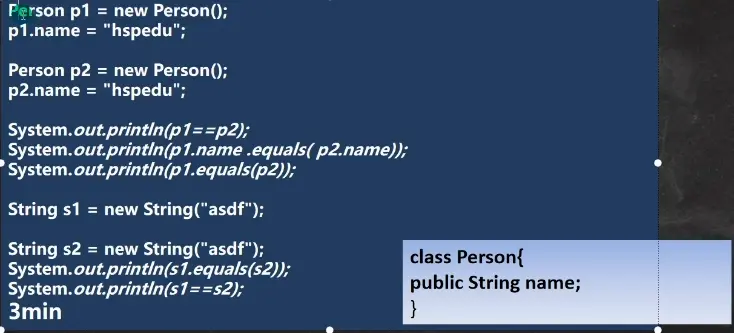 Person p1 = new Person();
p1.name = "hspedu";
Person p2 = new Person();
p2.name = "hspedu";
System.out.println(p1==p2);
System.out.println(p1.name .equals( p2.name));
System.out.println(p1.equals(p2));
String s1 = new String("asdf");
String s2 = new String("asdf");
System.out.println(s1.equals(s2));
System.out.println(s1==s2);
3min
class Person{
public String name;
}